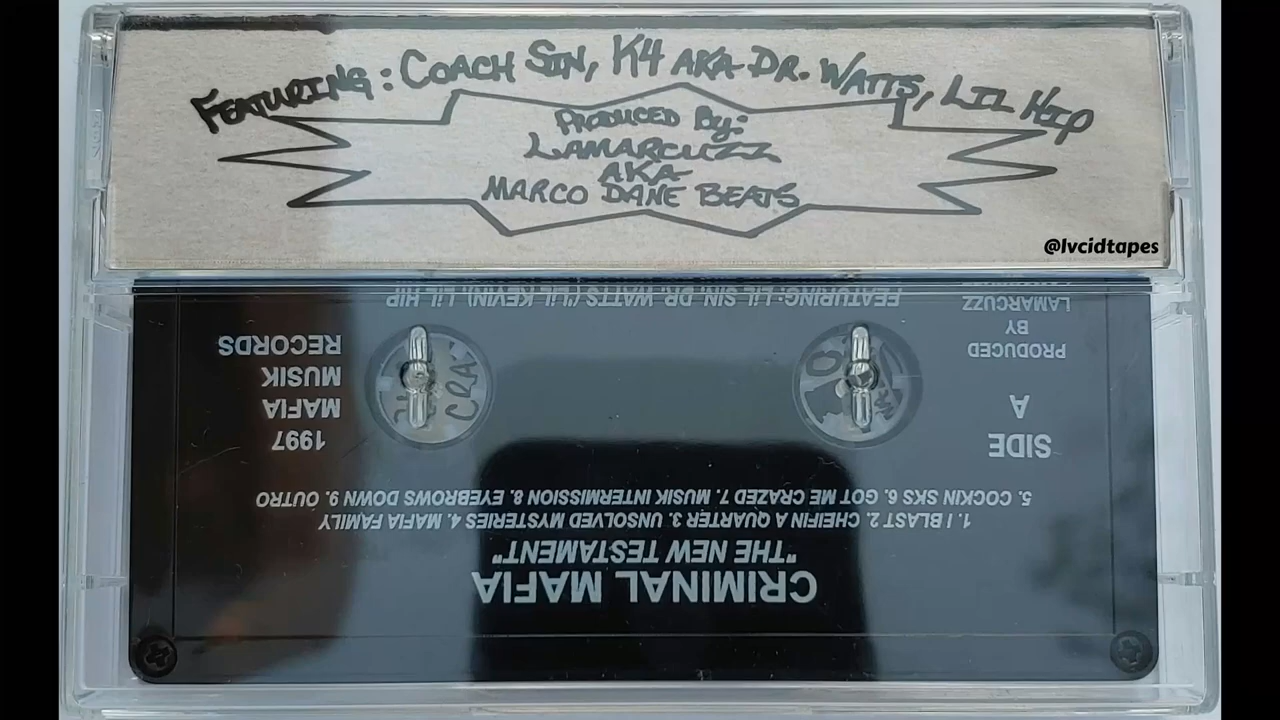 FEATURING: COACH SIN, K4 AKA DR. WATTS, LIL HIP
PRODUCED By:
LAMARCUZZ
AKA
MARCO DANE BEATS
@lvcidtapes
CRIMINAL MAFIA
"THE NEW TESTAMENT"
1. I BLAST 2. CHEIFIN A QUARTER 3. UNSOLVED MYSTERIES 4. MAFIA FAMILY
5. COCKIN SKS 6. GOT ME CRAZED 7. MUSIK INTERMISSION 8. EYEBROWS DOWN 9. OUTRO
SIDE
A
1997
MAFIA
MUSIK
RECORDS
PRODUCED
BY
LAMARCUZZ
FEATURING: LIL SIN, DR. WATTS ("LIL KEVIN), LIL HIP